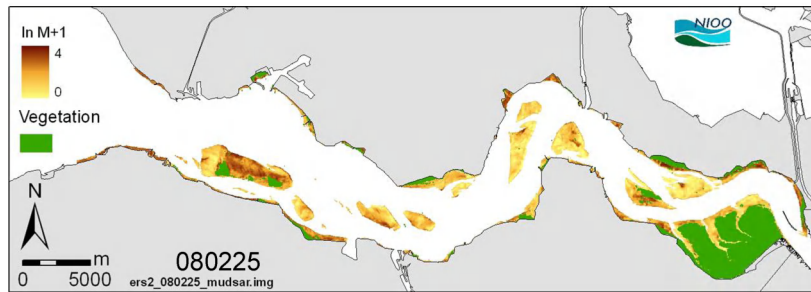 ln M+1
4
0
Vegetation
N
m
0 5000
080225
ers2_080225_mudsar.img
NIOO